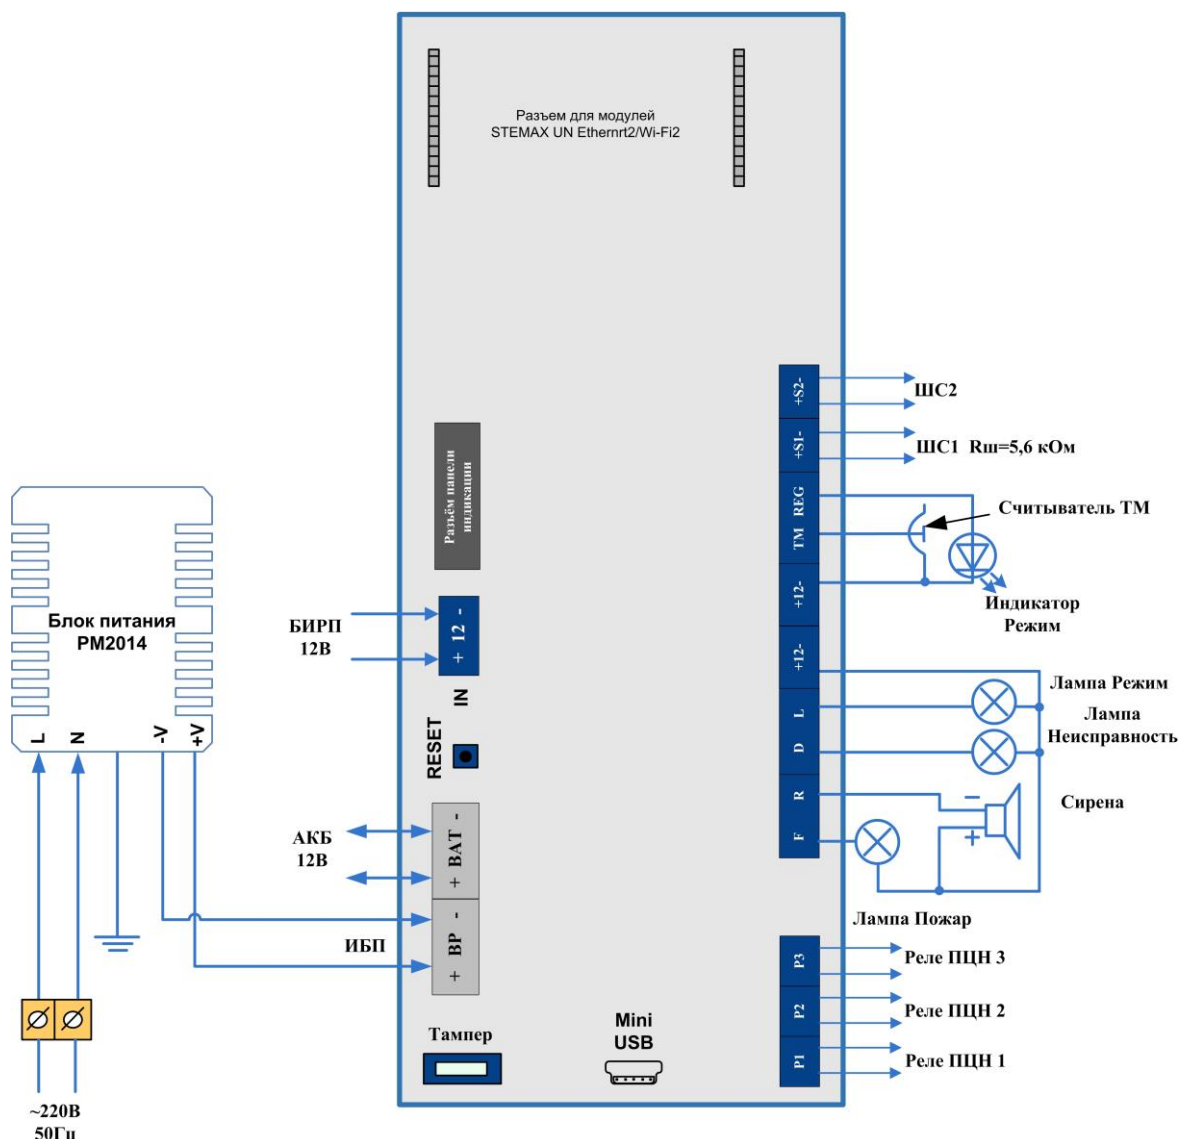 Разъем для модулей
STEMAX UN Ethernrt2/Wi-Fi2
+S2-
ШС2
+S1-
ШС1 Rш=5,6 кОм
Разъём панели
индикации
REG
TM
Считыватель ТМ
+12-
Индикатор
Режим
Блок питания
PM2014
L
N
-V
+V
БИРП
12В
+ 12 -
IN
+12-
Лампа Режим
L
Лампа
Неисправность
D
RESET
R
Сирена
−
+
F
АКБ
12В
+ BAT -
Лампа Пожар
ИБП
+ BP -
P3
Реле ПЦН 3
P2
Реле ПЦН 2
P1
Реле ПЦН 1
Тампер
Mini
USB
~220В
50Гц